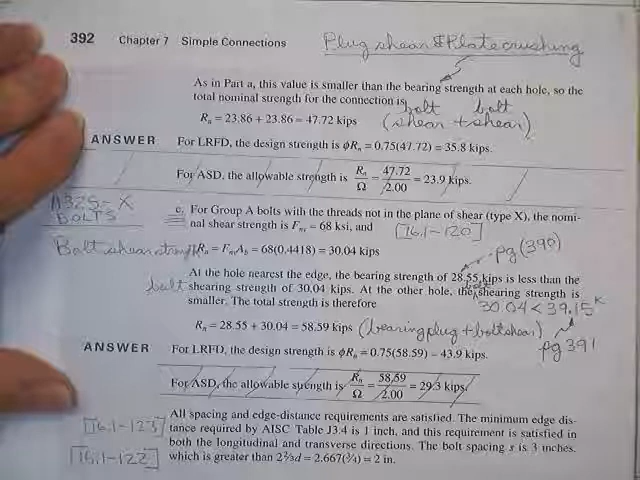 392 Chapter 7 Simple Connections
Plug shear & Plate crushing
As in Part a, this value is smaller than the bearing strength at each hole, so the
total nominal strength for the connection is
bolt bolt
Rₙ = 23.86 + 23.86 = 47.72 kips (shear + shear)
ANSWER For LRFD, the design strength is ϕRₙ = 0.75(47.72) = 35.8 kips.
For ASD, the allowable strength is Rₙ/Ω = 47.72/2.00 = 23.9 kips.
A325-X
BOLTS
c. For Group A bolts with the threads not in the plane of shear (type X), the nomi-
nal shear strength is Fₙᵥ = 68 ksi, and [16.1-120]
Bolt shear strength Rₙ = FₙᵥA_b = 68(0.4418) = 30.04 kips
pg (390)
At the hole nearest the edge, the bearing strength of 28.55 kips is less than the
bolt shearing strength of 30.04 kips. At the other hole, the bolt shearing strength is
smaller. The total strength is therefore 30.04 < 39.15 K
Rₙ = 28.55 + 30.04 = 58.59 kips (bearing plug + bolt shear)
pg 391
ANSWER For LRFD, the design strength is ϕRₙ = 0.75(58.59) = 43.9 kips.
For ASD, the allowable strength is Rₙ/Ω = 58.59/2.00 = 29.3 kips.
All spacing and edge-distance requirements are satisfied. The minimum edge dis-
[16.1-123] tance required by AISC Table J3.4 is 1 inch, and this requirement is satisfied in
both the longitudinal and transverse directions. The bolt spacing s is 3 inches,
[16.1-122] which is greater than 2⅔d = 2.667(¾) = 2 in.